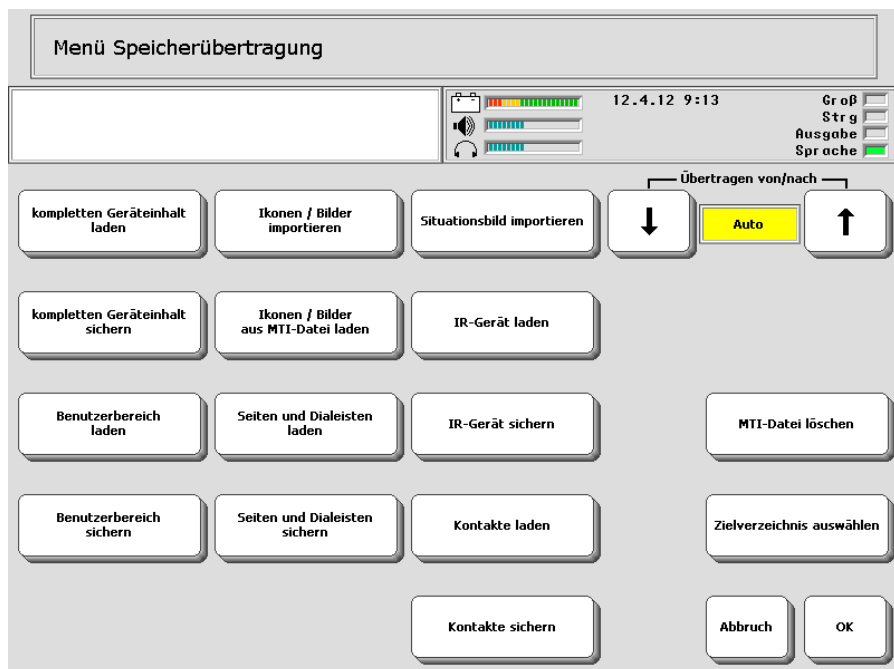 Menü Speicherübertragung
12.4.12 9:13
Groß
Strg
Ausgabe
Sprache
Übertragen von/nach
kompletten Geräteinhalt
laden
Ikonen / Bilder
importieren
Situationsbild importieren
Auto
kompletten Geräteinhalt
sichern
Ikonen / Bilder
aus MTI-Datei laden
IR-Gerät laden
Benutzerbereich
laden
Seiten und Dialeisten
laden
IR-Gerät sichern
MTI-Datei löschen
Benutzerbereich
sichern
Seiten und Dialeisten
sichern
Kontakte laden
Zielverzeichnis auswählen
Kontakte sichern
Abbruch
OK